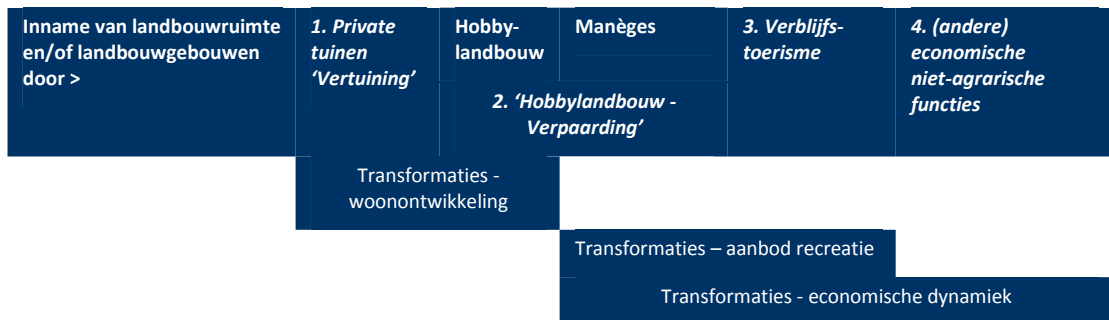 Inname van landbouwruimte
en/of landbouwgebouwen
door >
1. Private
tuinen
‘Vertuining’
Hobby-
landbouw
Manèges
2. ‘Hobbylandbouw -
Verpaarding’
3. Verblijfs-
toerisme
4. (andere)
economische
niet-agrarische
functies
Transformaties -
woonontwikkeling
Transformaties – aanbod recreatie
Transformaties - economische dynamiek